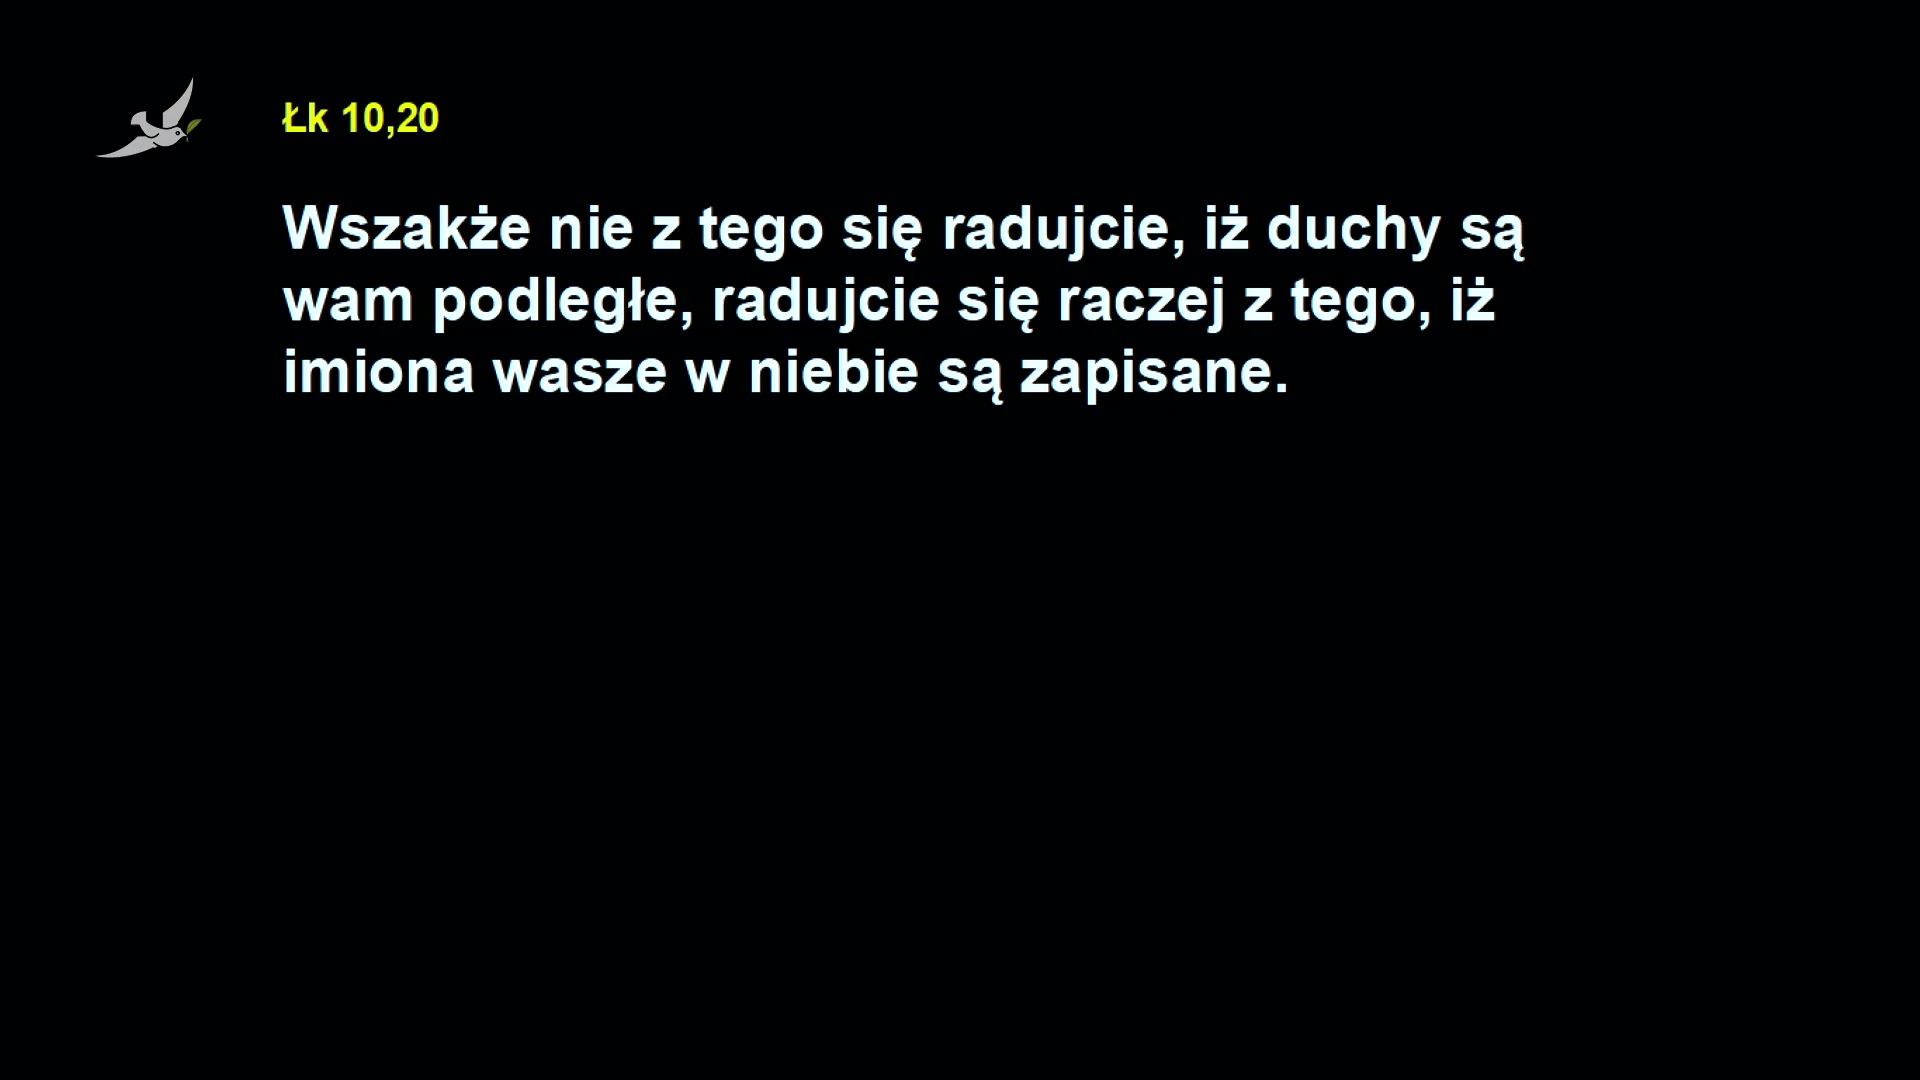 Łk 10,20
Wszakże nie z tego się radujcie, iż duchy są
wam podległe, radujcie się raczej z tego, iż
imiona wasze w niebie są zapisane.